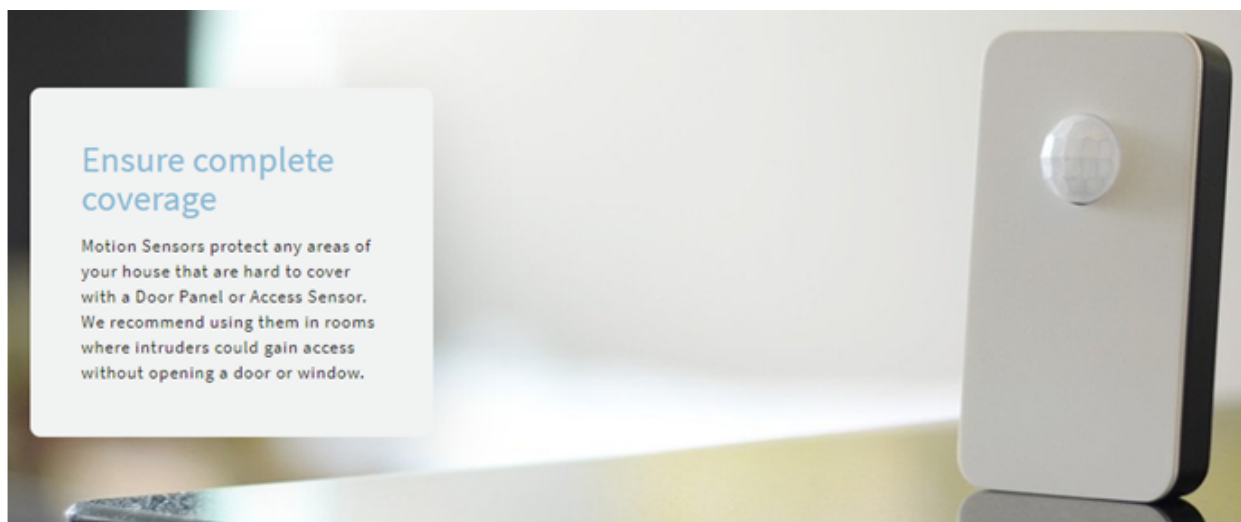 Ensure complete
coverage
Motion Sensors protect any areas of
your house that are hard to cover
with a Door Panel or Access Sensor.
We recommend using them in rooms
where intruders could gain access
without opening a door or window.